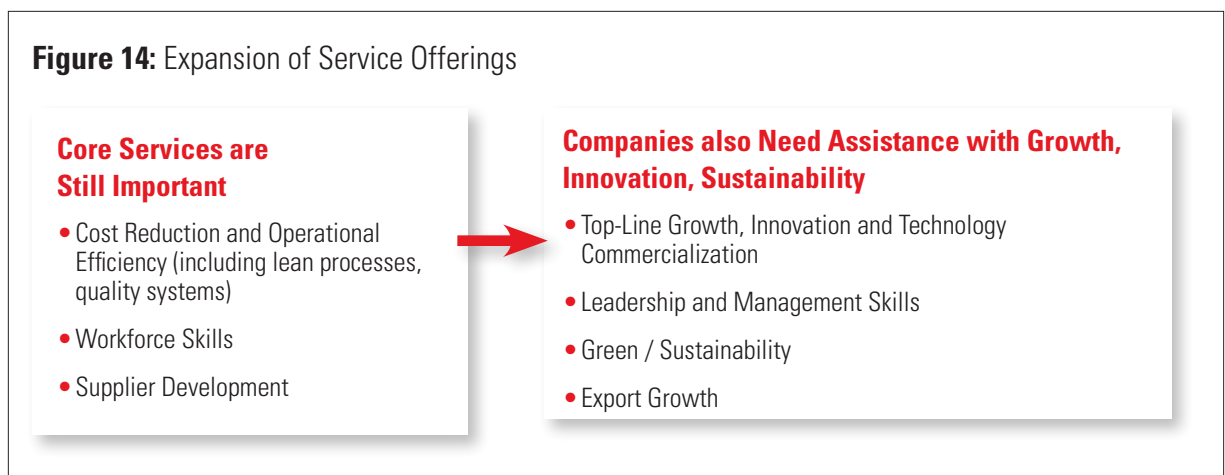 Figure 14: Expansion of Service Offerings
Core Services are
Still Important
• Cost Reduction and Operational
Efficiency (including lean processes,
quality systems)
• Workforce Skills
• Supplier Development
Companies also Need Assistance with Growth,
Innovation, Sustainability
• Top-Line Growth, Innovation and Technology
Commercialization
• Leadership and Management Skills
• Green / Sustainability
• Export Growth